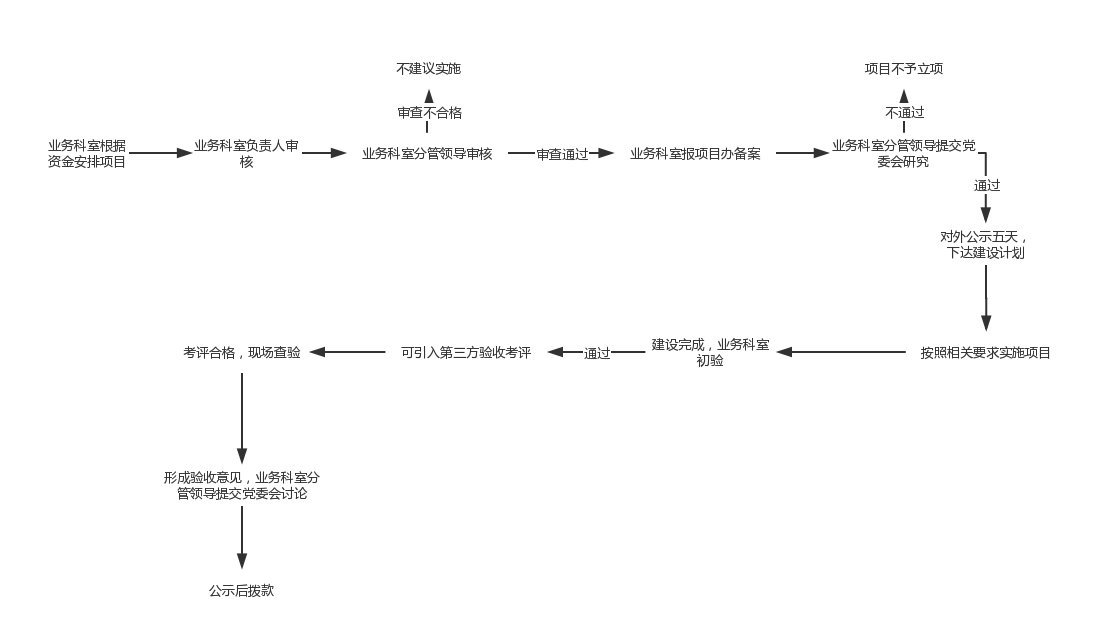 不建议实施
项目不予立项
审查不合格
不通过
业务科室根据
资金安排项目
业务科室负责人审
核
业务科室分管领导审核
审查通过
业务科室报项目办备案
业务科室分管领导提交党
委会研究
通过
对外公示五天，
下达建设计划
考评合格，现场查验
可引入第三方验收考评
通过
建设完成，业务科室
初验
按照相关要求实施项目
形成验收意见，业务科室分
管领导提交党委会讨论
公示后拨款